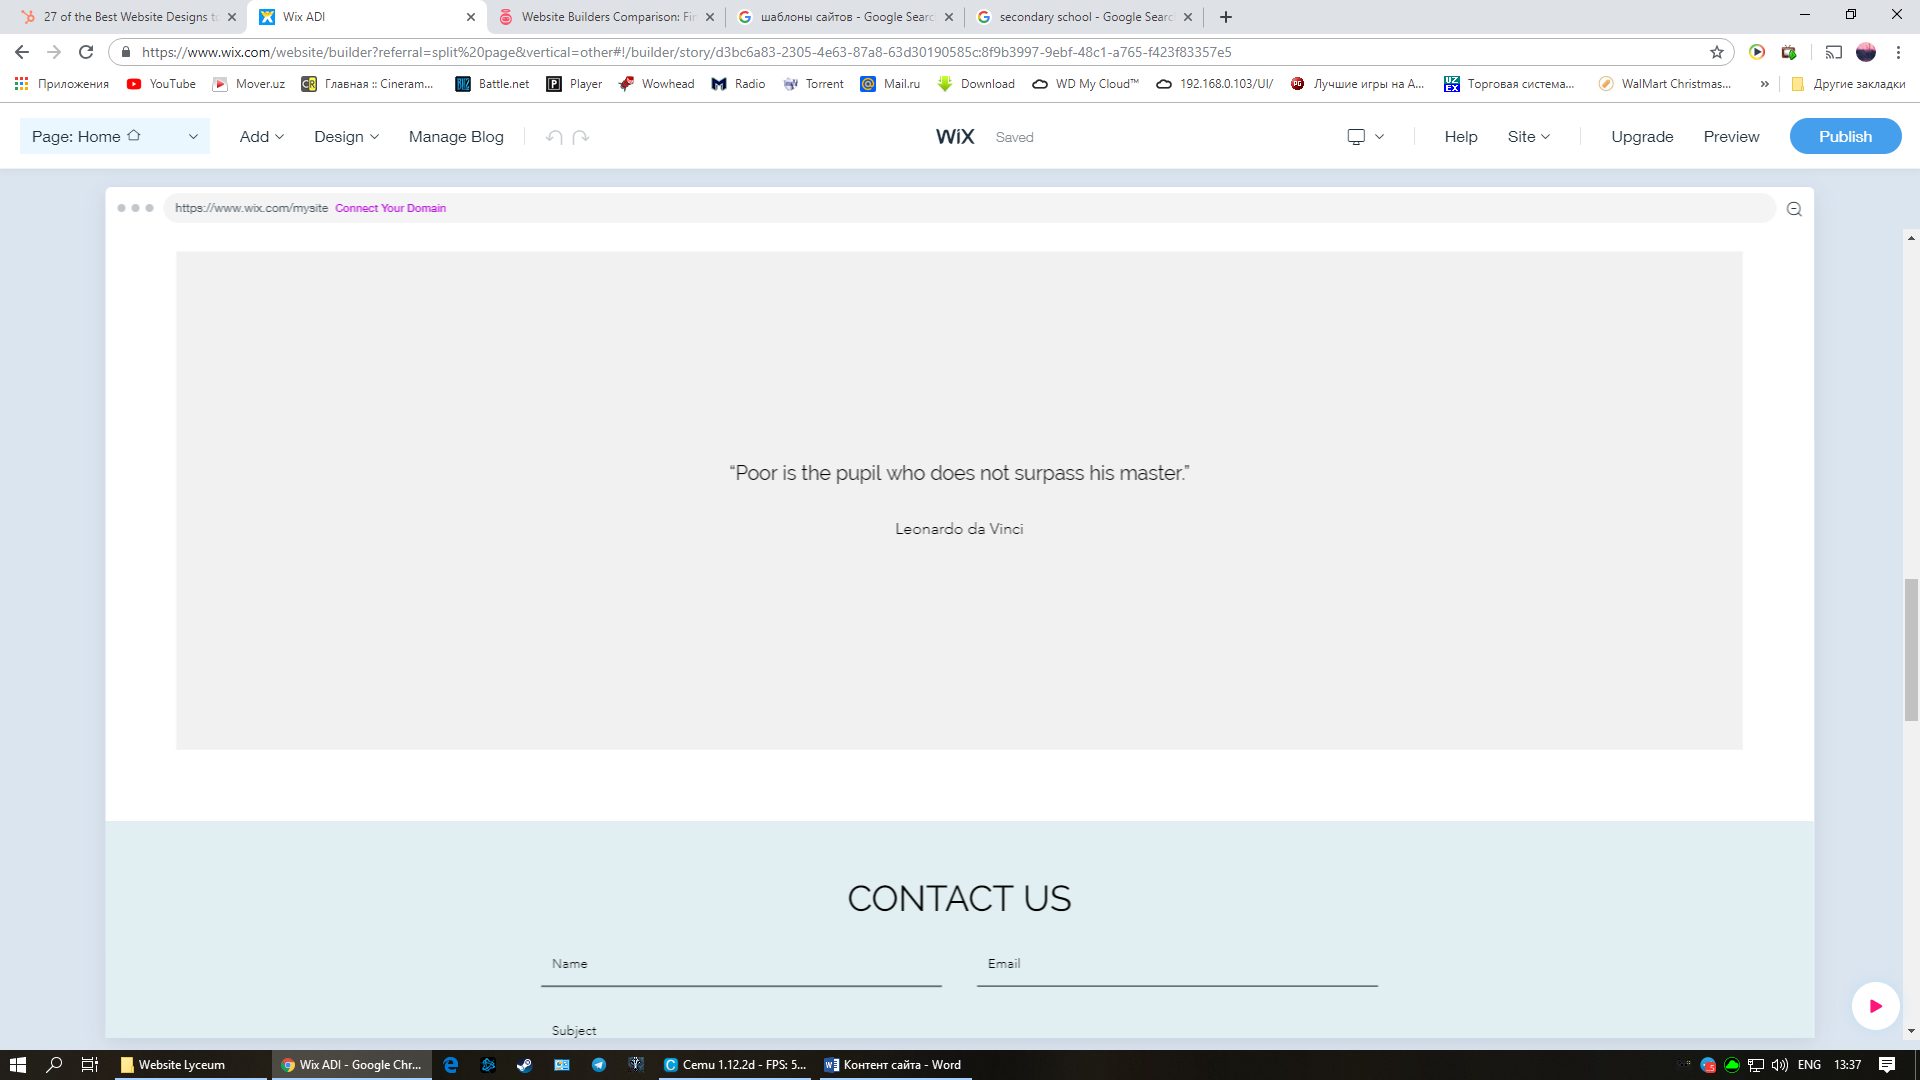 27 of the Best Website Designs to
Wix ADI
Website Builders Comparison: Fin
шаблоны сайтов - Google Searc
secondary school - Google Searc
https://www.wix.com/website/builder?referral=split%20page&vertical=other#!/builder/story/d3bc6a83-2305-4e63-87a8-63d30190585c:8f9b3997-9ebf-48c1-a765-f423f83357e5
Приложения YouTube Mover.uz Главная :: Cineram... Battle.net Player Wowhead Radio Torrent Mail.ru Download WD My Cloud™ 192.168.0.103/UI/ Лучшие игры на A... Торговая система... WalMart Christmas... » Другие закладки
Page: Home Add Design Manage Blog WiX Saved Help Site Upgrade Preview Publish
https://www.wix.com/mysite Connect Your Domain
“Poor is the pupil who does not surpass his master.”
Leonardo da Vinci
CONTACT US
Name Email
Subject
Website Lyceum Wix ADI - Google Chr... Cemu 1.12.2d - FPS: 5... Контент сайта - Word ENG 13:37